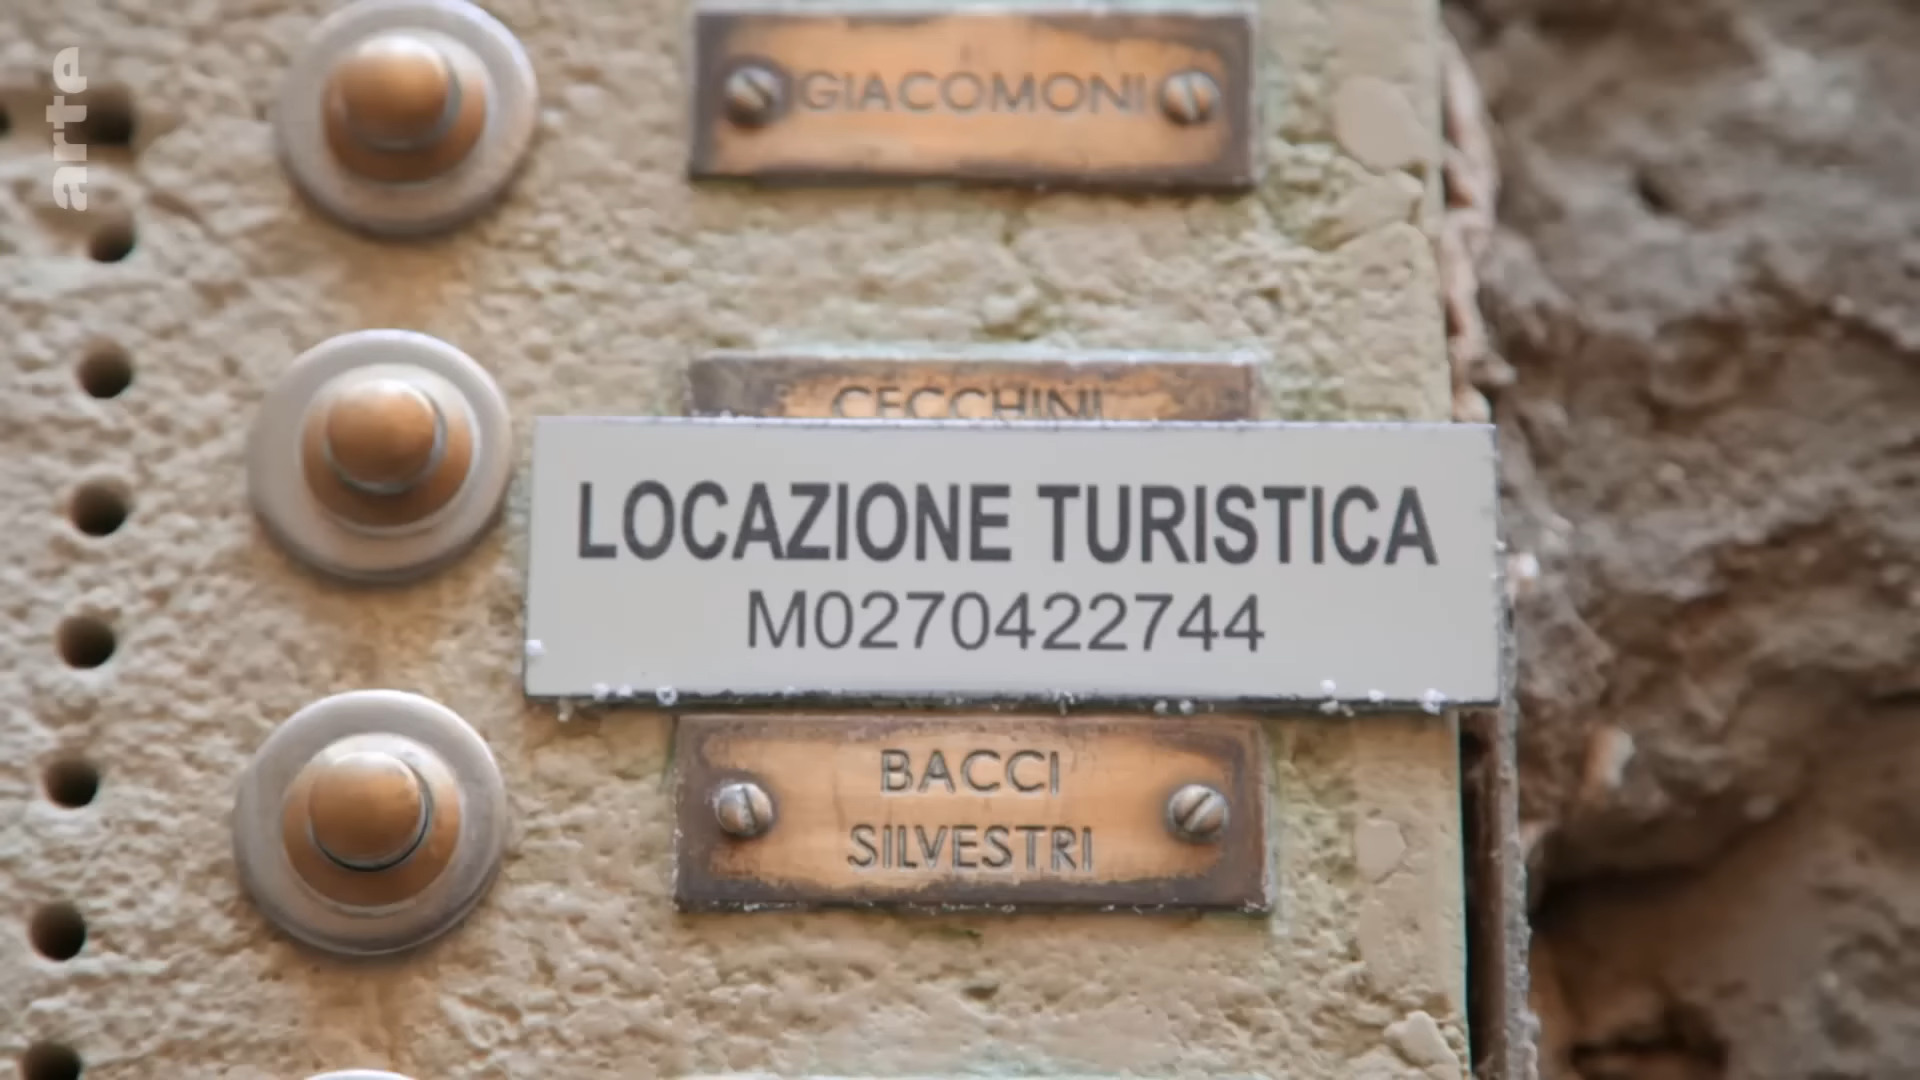 arte
GIACOMONI
CECCHINI
LOCAZIONE TURISTICA
M0270422744
BACCI
SILVESTRI